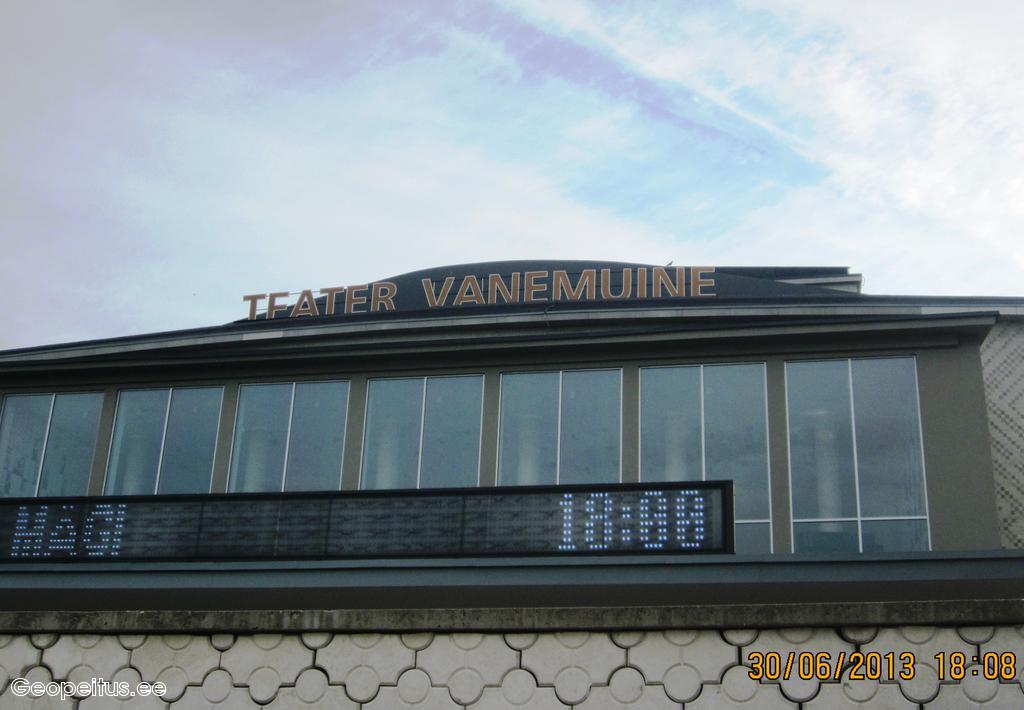 TEATER VANEMUINE
18:00
30/06/2013 18:08
Geopeitus.ee